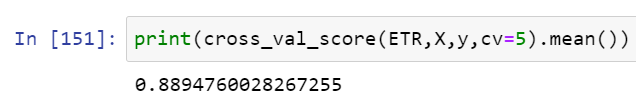 In [151]: print(cross_val_score(ETR,X,y,cv=5).mean())
0.8894760028267255